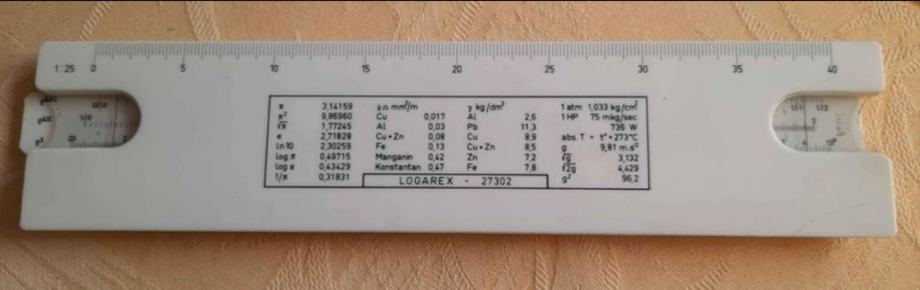 1:25 0 5 10 15 20 25 30 35 40
π 3,14159 ρ Ω mm²/m γ kg/dm³ 1 atm 1,033 kg/cm²
π² 9,86960 Cu 0,017 Al 2,6 1 HP 75 mkg/sec
√π 1,77245 Al 0,03 Pb 11,3 736 W
e 2,71828 Cu+Zn 0,08 Cu 8,9 abs. T = t°+273°C
ln 10 2,30259 Fe 0,13 Cu+Zn 8,5 g 9,81 m.s²
log π 0,49715 Manganin 0,42 Zn 7,2 √g 3,132
log e 0,43429 Konstantan 0,47 Fe 7,8 √2g 4,429
1/π 0,31831 g² 96,2
LOGAREX - 27302